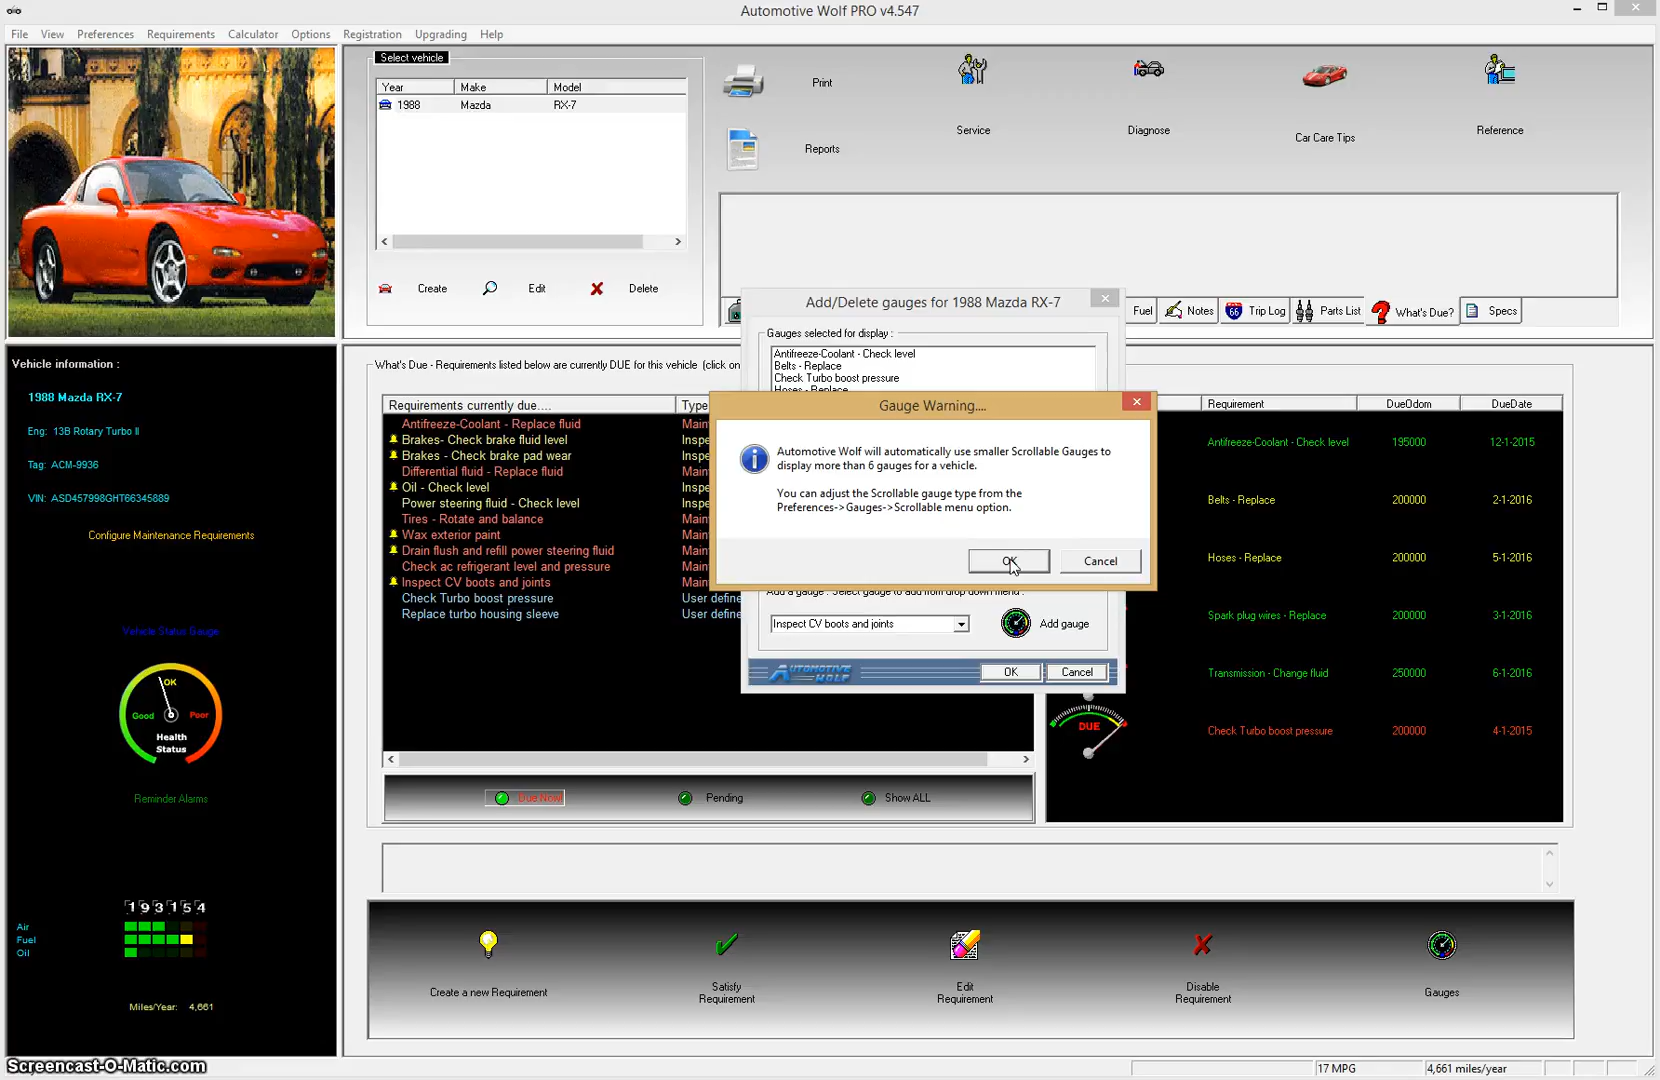 Automotive Wolf PRO v4.547
File View Preferences Requirements Calculator Options Registration Upgrading Help
Select vehicle
Year Make Model
1988 Mazda RX-7
Create Edit Delete
Print
Reports
Service
Diagnose
Car Care Tips
Reference
Fuel Notes Trip Log Parts List What's Due? Specs
Vehicle information :
1988 Mazda RX-7
Eng: 13B Rotary Turbo II
Tag: ACM-9936
VIN: ASD457998GHT66345889
Configure Maintenance Requirements
Vehicle Status Gauge
OK
Good Poor
Health
Status
Reminder Alarms
193154
Air
Fuel
Oil
Miles/Year: 4,661
What's Due - Requirements listed below are currently DUE for this vehicle (click on
Requirements currently due.... Type
Antifreeze-Coolant - Replace fluid Main
Brakes- Check brake fluid level Inspe
Brakes - Check brake pad wear Inspe
Differential fluid - Replace fluid Main
Oil - Check level Inspe
Power steering fluid - Check level Inspe
Tires - Rotate and balance Main
Wax exterior paint Main
Drain flush and refill power steering fluid Main
Check ac refrigerant level and pressure Main
Inspect CV boots and joints Main
Check Turbo boost pressure User define
Replace turbo housing sleeve User define
Due Now Pending Show ALL
Add/Delete gauges for 1988 Mazda RX-7
Gauges selected for display :
Antifreeze-Coolant - Check level
Belts - Replace
Check Turbo boost pressure
Hoses - Replace
Gauge Warning....
Automotive Wolf will automatically use smaller Scrollable Gauges to
display more than 6 gauges for a vehicle.
You can adjust the Scrollable gauge type from the
Preferences->Gauges->Scrollable menu option.
OK Cancel
Add a gauge : Select gauge to add from drop down menu :
Inspect CV boots and joints Add gauge
AUTOMOTIVE
WOLF
OK Cancel
Requirement DueOdom DueDate
Antifreeze-Coolant - Check level 195000 12-1-2015
Belts - Replace 200000 2-1-2016
Hoses - Replace 200000 5-1-2016
Spark plug wires - Replace 200000 3-1-2016
Transmission - Change fluid 250000 6-1-2016
DUE
Check Turbo boost pressure 200000 4-1-2015
Create a new Requirement
Satisfy
Requirement
Edit
Requirement
Disable
Requirement
Gauges
Screencast-O-Matic.com
17 MPG 4,661 miles/year